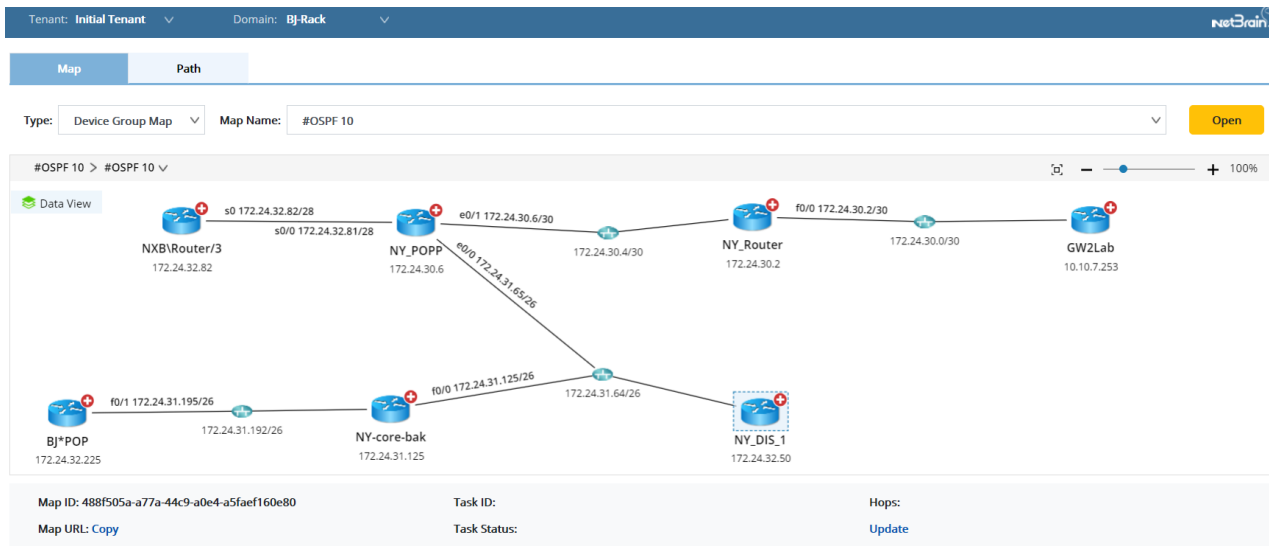 Tenant: Initial Tenant Domain: BJ-Rack NetBrain
Map Path
Type: Device Group Map Map Name: #OSPF 10 Open
#OSPF 10 > #OSPF 10 100%
Data View
s0 172.24.32.82/28
s0/0 172.24.32.81/28
NXB\Router/3
172.24.32.82
NY_POPP
172.24.30.6
e0/1 172.24.30.6/30
172.24.30.4/30
NY_Router
172.24.30.2
f0/0 172.24.30.2/30
172.24.30.0/30
GW2Lab
10.10.7.253
e0/0 172.24.31.65/26
BJ*POP
172.24.32.225
f0/1 172.24.31.195/26
172.24.31.192/26
NY-core-bak
172.24.31.125
f0/0 172.24.31.125/26
172.24.31.64/26
NY_DIS_1
172.24.32.50
Map ID: 488f505a-a77a-44c9-a0e4-a5faef160e80 Task ID: Hops:
Map URL: Copy Task Status: Update